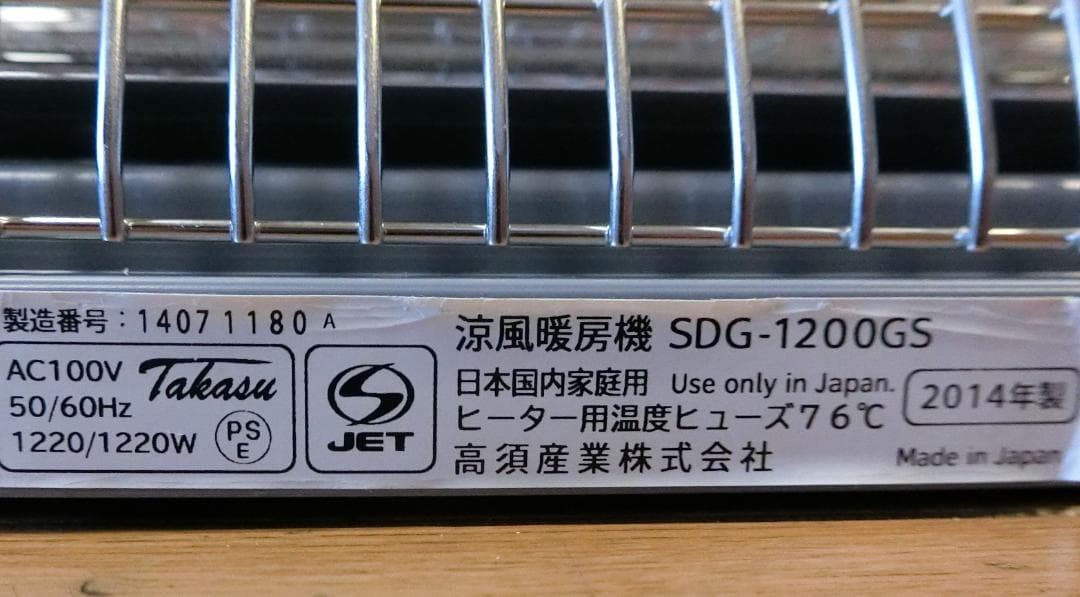 製造番号：14071180 A
AC100V Takasu
50/60Hz
1220/1220W
PS
E
JET
涼風暖房機 SDG-1200GS
日本国内家庭用 Use only in Japan.
ヒーター用温度ヒューズ76℃
2014年製
高須産業株式会社
Made in Japan